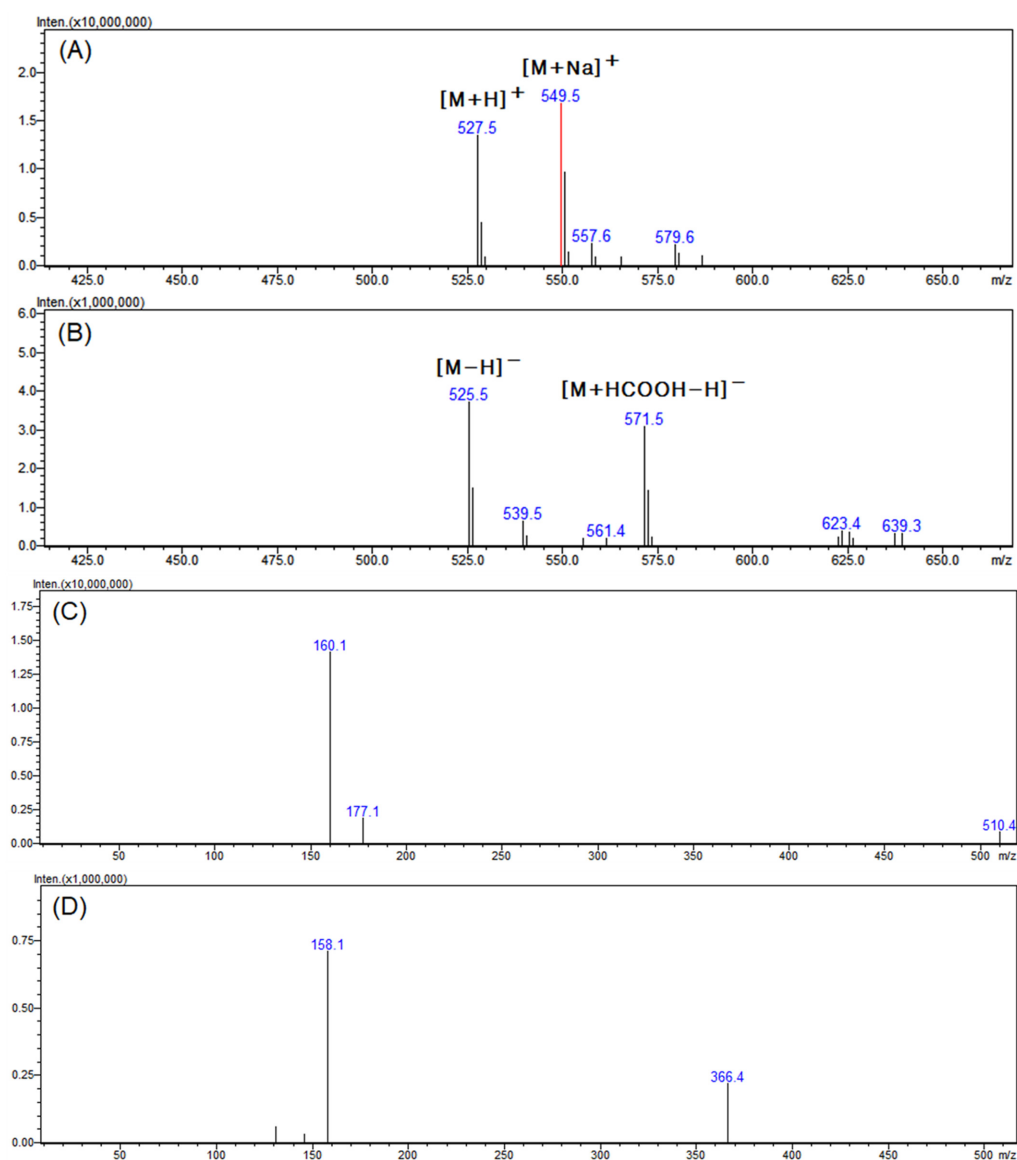 Inten.(x10,000,000)
(A)
[M+Na]+
[M+H]+
549.5
527.5
557.6
579.6
2.0
1.5
1.0
0.5
0.0
425.0 450.0 475.0 500.0 525.0 550.0 575.0 600.0 625.0 650.0 m/z
Inten.(x1,000,000)
(B)
[M−H]−
[M+HCOOH−H]−
525.5
571.5
539.5
561.4
623.4
639.3
6.0
5.0
4.0
3.0
2.0
1.0
0.0
425.0 450.0 475.0 500.0 525.0 550.0 575.0 600.0 625.0 650.0 m/z
Inten.(x10,000,000)
(C)
160.1
177.1
510.4
1.75
1.50
1.25
1.00
0.75
0.50
0.25
0.00
50 100 150 200 250 300 350 400 450 500 m/z
Inten.(x1,000,000)
(D)
158.1
366.4
0.75
0.50
0.25
0.00
50 100 150 200 250 300 350 400 450 500 m/z